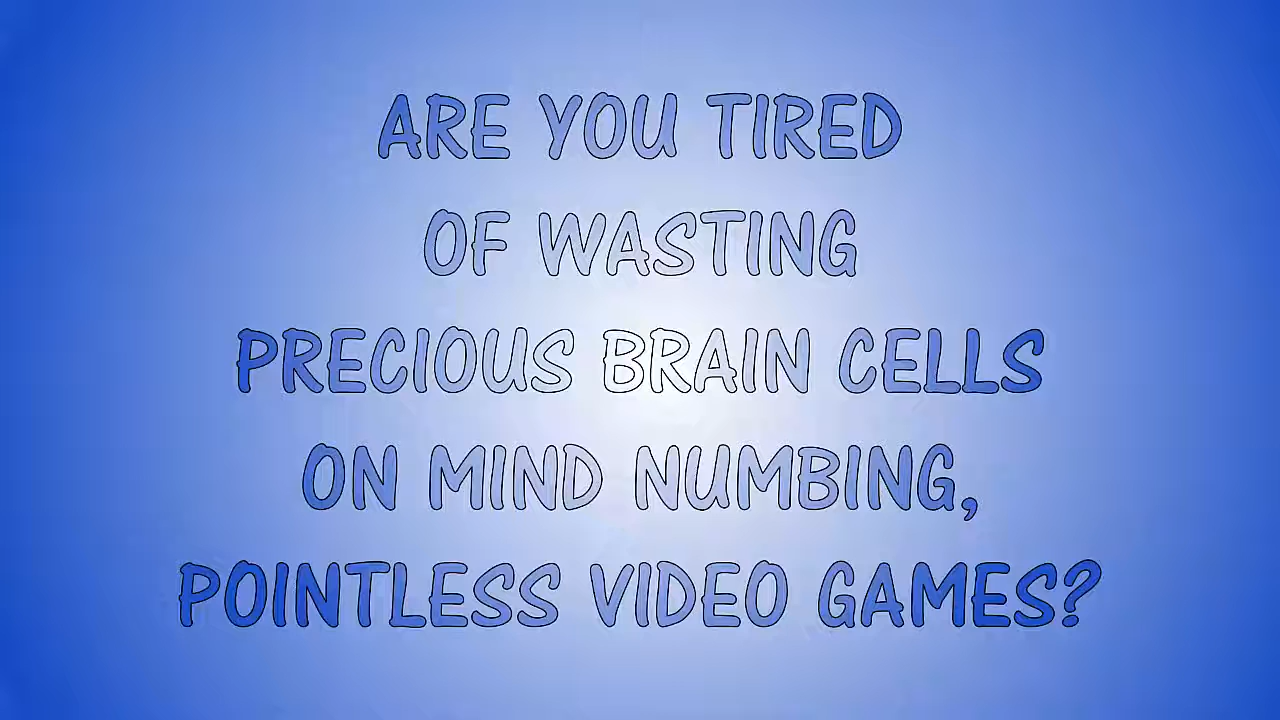 ARE YOU TIRED
OF WASTING
PRECIOUS BRAIN CELLS
ON MIND NUMBING,
POINTLESS VIDEO GAMES?